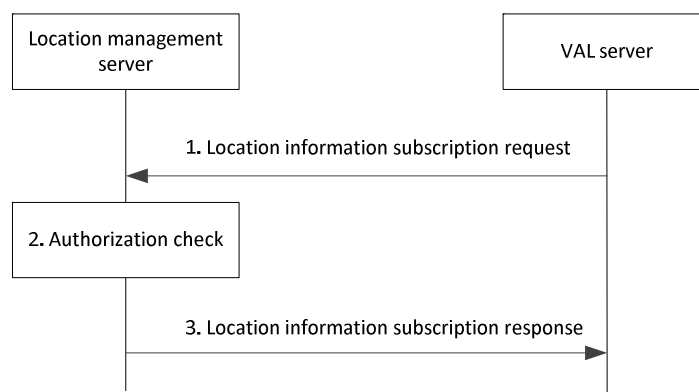 Location management
server
VAL server
1. Location information subscription request
2. Authorization check
3. Location information subscription response